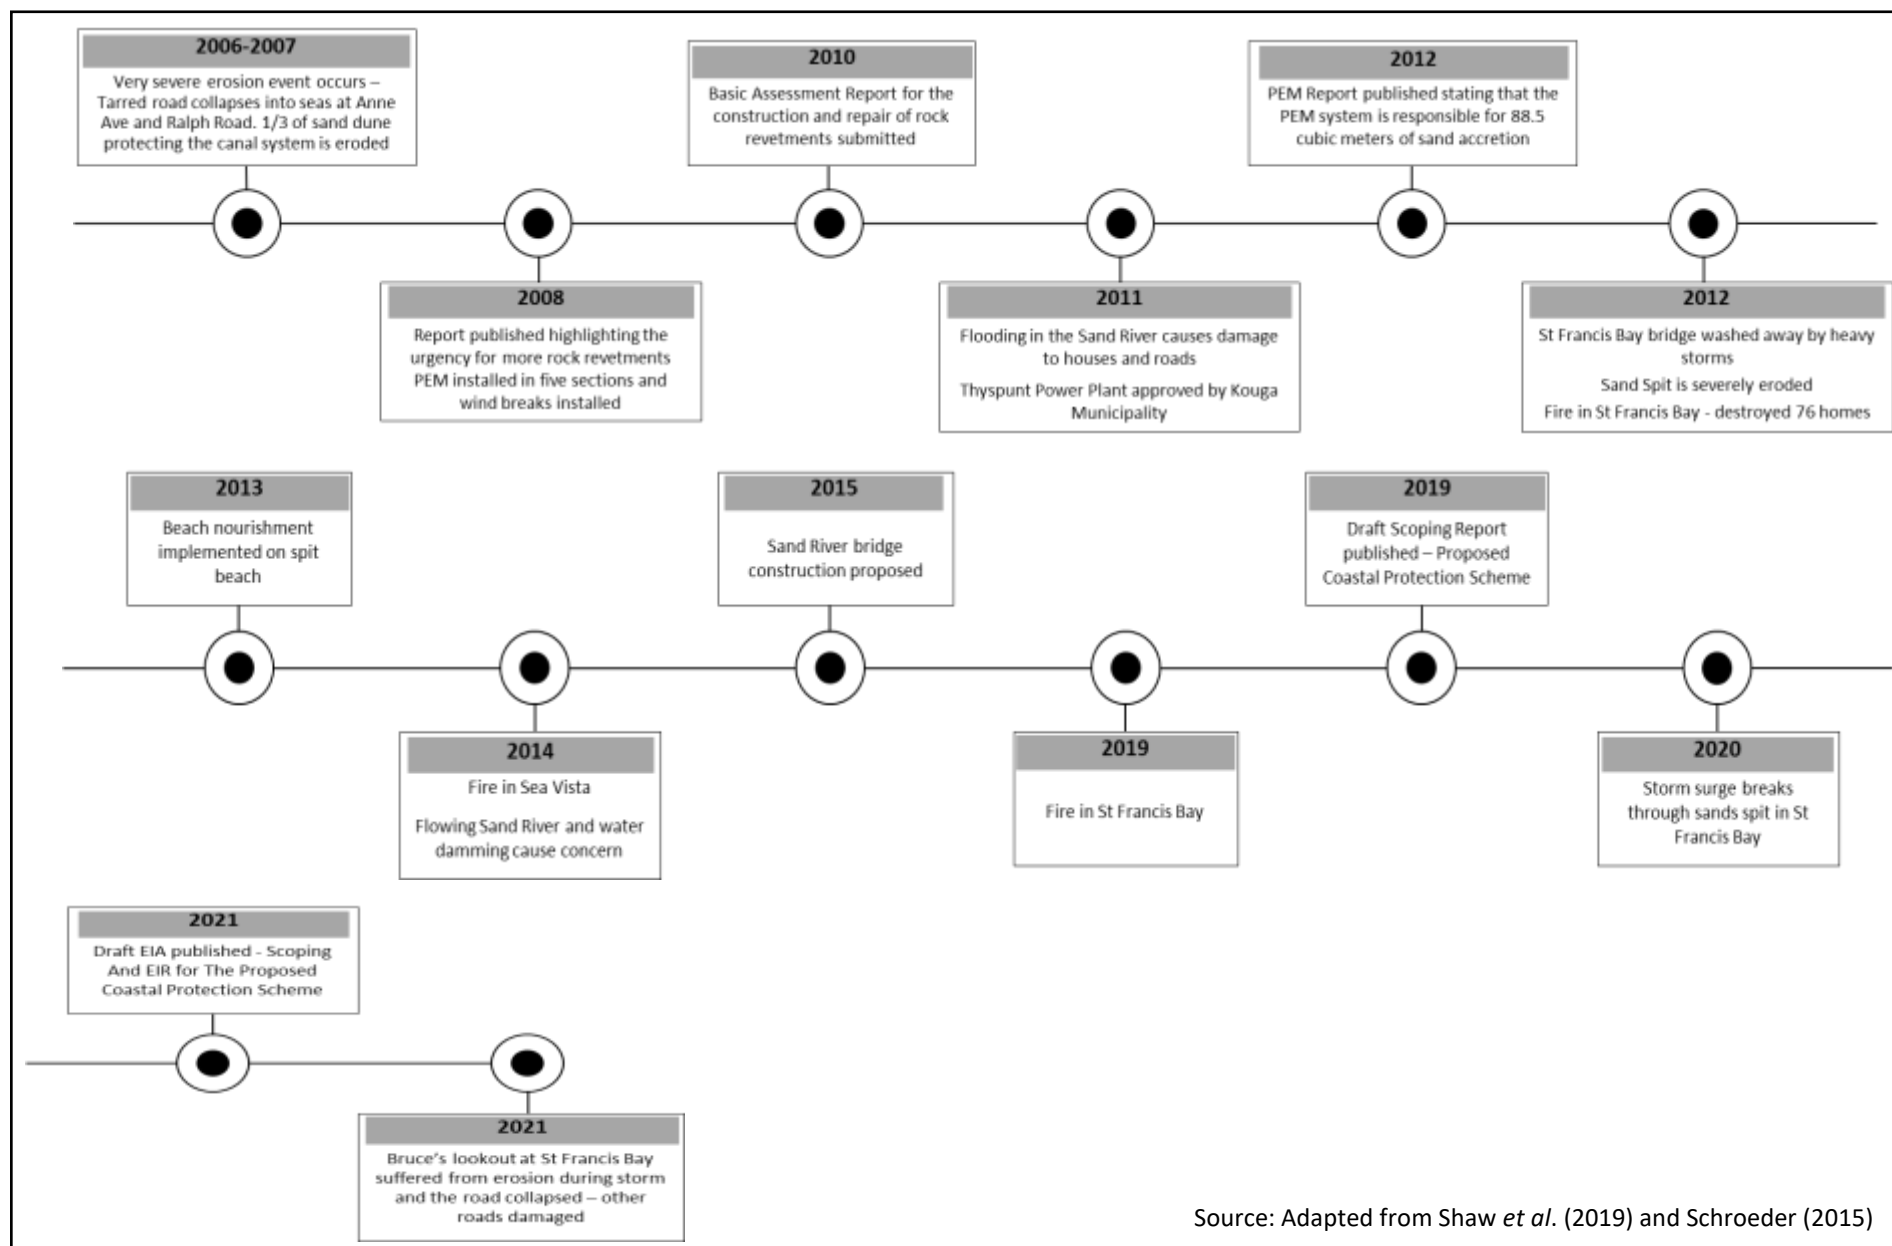 2006-2007
Very severe erosion event occurs –
Tarred road collapses into seas at Anne
Ave and Ralph Road. 1/3 of sand dune
protecting the canal system is eroded
2010
Basic Assessment Report for the
construction and repair of rock
revetments submitted
2012
PEM Report published stating that the
PEM system is responsible for 88.5
cubic meters of sand accretion
2008
Report published highlighting the
urgency for more rock revetments
PEM installed in five sections and
wind breaks installed
2011
Flooding in the Sand River causes damage
to houses and roads
Thyspunt Power Plant approved by Kouga
Municipality
2012
St Francis Bay bridge washed away by heavy
storms
Sand Spit is severely eroded
Fire in St Francis Bay - destroyed 76 homes
2013
Beach nourishment
implemented on spit
beach
2015
Sand River bridge
construction proposed
2019
Draft Scoping Report
published – Proposed
Coastal Protection Scheme
2014
Fire in Sea Vista
Flowing Sand River and water
damming cause concern
2019
Fire in St Francis Bay
2020
Storm surge breaks
through sands spit in St
Francis Bay
2021
Draft EIA published - Scoping
And EIR for The Proposed
Coastal Protection Scheme
2021
Bruce's lookout at St Francis Bay
suffered from erosion during storm
and the road collapsed – other
roads damaged
Source: Adapted from Shaw et al. (2019) and Schroeder (2015)